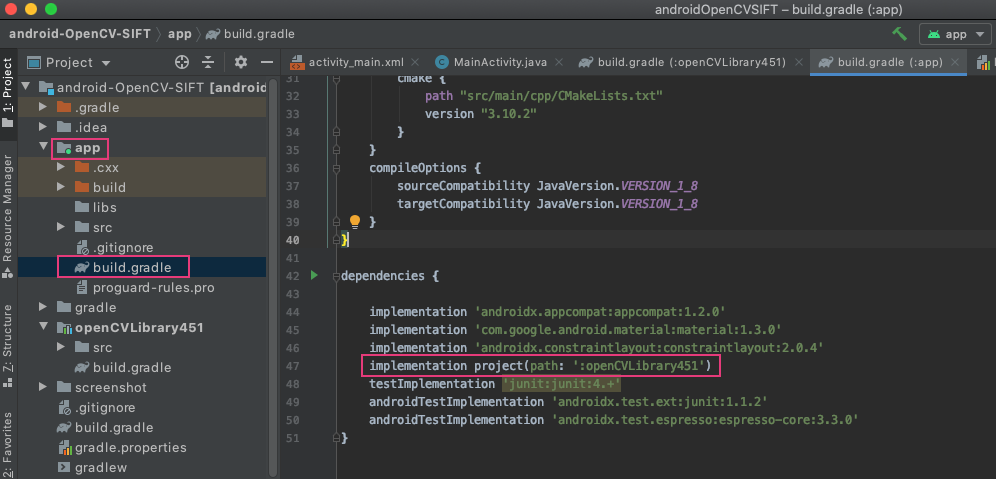 androidOpenCVSIFT – build.gradle (:app)
android-OpenCV-SIFT app build.gradle
app
1: Project
Resource Manager
Z: Structure
2: Favorites
Project
android-OpenCV-SIFT [android
.gradle
.idea
app
.cxx
build
libs
src
.gitignore
build.gradle
proguard-rules.pro
gradle
openCVLibrary451
src
build.gradle
screenshot
.gitignore
build.gradle
gradle.properties
gradlew
activity_main.xml MainActivity.java build.gradle (:openCVLibrary451) build.gradle (:app)
31 cmake {
32 path "src/main/cpp/CMakeLists.txt"
33 version "3.10.2"
34 }
35 }
36 compileOptions {
37 sourceCompatibility JavaVersion.VERSION_1_8
38 targetCompatibility JavaVersion.VERSION_1_8
39 }
40 }
41
42 dependencies {
43
44 implementation 'androidx.appcompat:appcompat:1.2.0'
45 implementation 'com.google.android.material:material:1.3.0'
46 implementation 'androidx.constraintlayout:constraintlayout:2.0.4'
47 implementation project(path: ':openCVLibrary451')
48 testImplementation 'junit:junit:4.+'
49 androidTestImplementation 'androidx.test.ext:junit:1.1.2'
50 androidTestImplementation 'androidx.test.espresso:espresso-core:3.3.0'
51 }